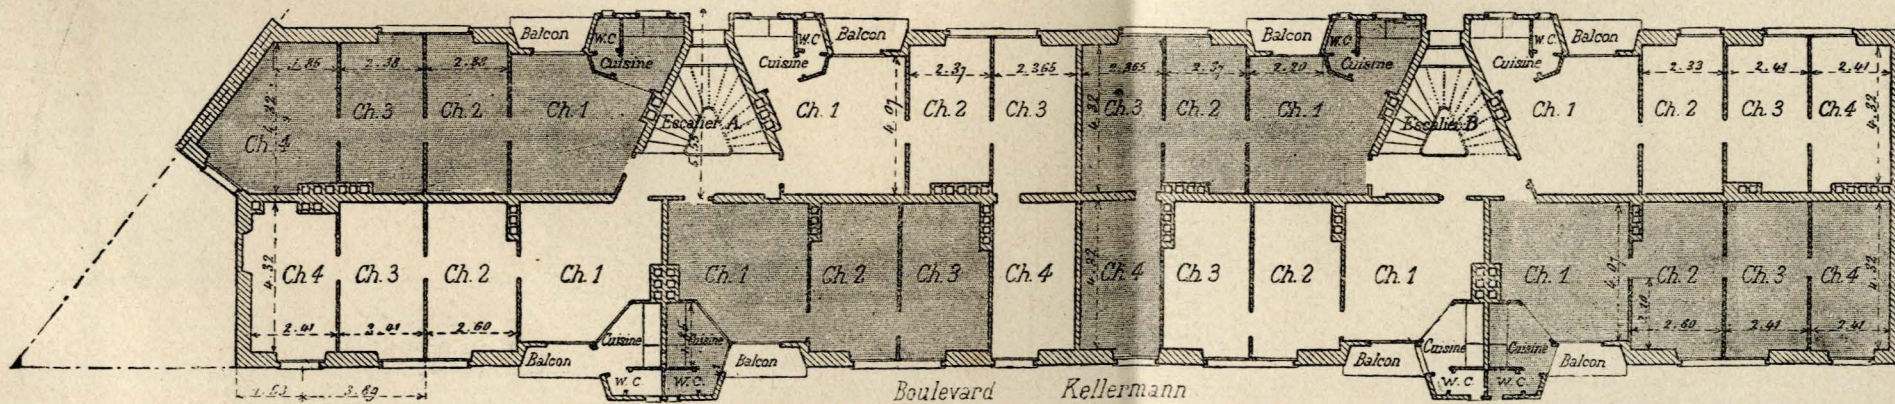 Balcon W.C W.C Balcon Balcon W.C W.C Balcon
Cuisine Cuisine Cuisine Cuisine
2.37 2.365 2.365 2.37 2.20 2.33 2.41 2.41
4.32 4.07 4.32 4.32
Ch.4 Ch.3 Ch.2 Ch.1 Ch.1 Ch.2 Ch.3 Ch.3 Ch.2 Ch.1 Ch.1 Ch.2 Ch.3 Ch.4
Escalier A. Escalier B
Ch.4 Ch.3 Ch.2 Ch.1 Ch.1 Ch.2 Ch.3 Ch.4 Ch.4 Ch.3 Ch.2 Ch.1 Ch.1 Ch.2 Ch.3 Ch.4
4.32 4.32 4.07 4.32
2.41 2.41 2.60 2.60 2.41 2.41
Cuisine Cuisine Cuisine Cuisine
Balcon Balcon Balcon Balcon
W.C. W.C. W.C W.C
3.69
Boulevard Kellermann